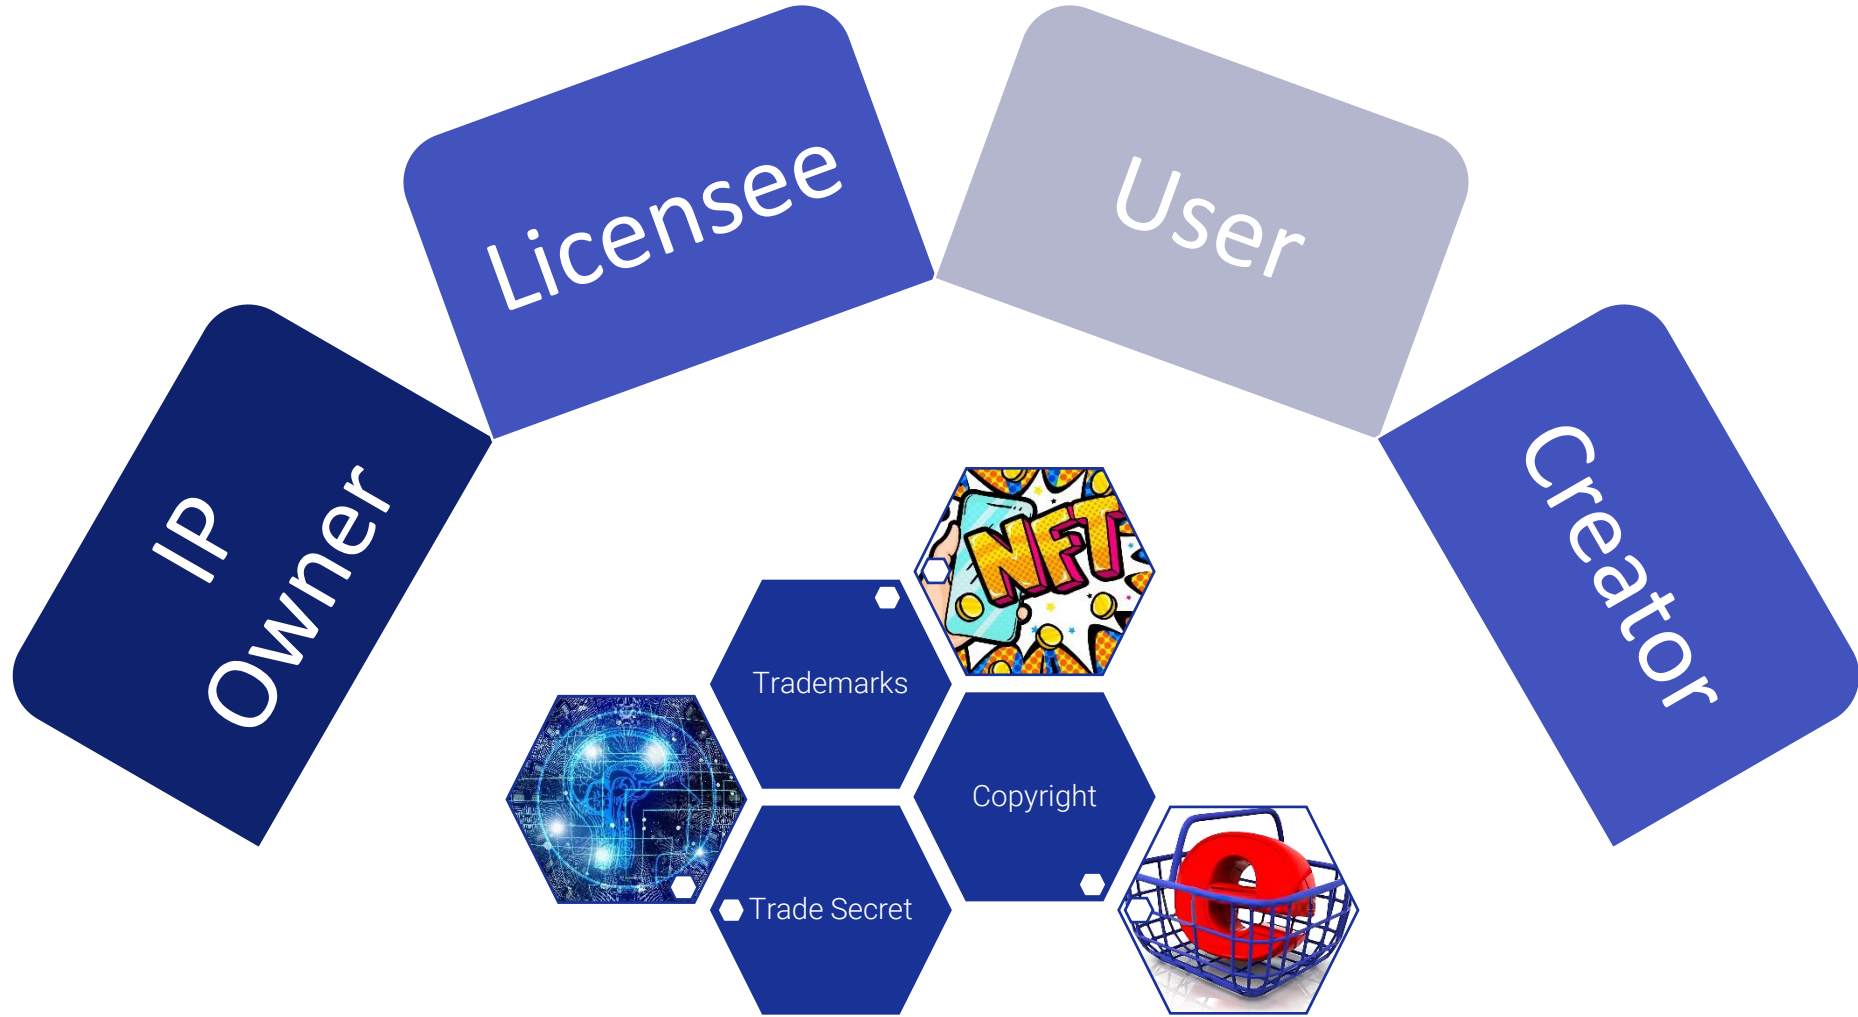 IP
Owner
Licensee
User
Creator
NFT
Trademarks
Copyright
Trade Secret
e